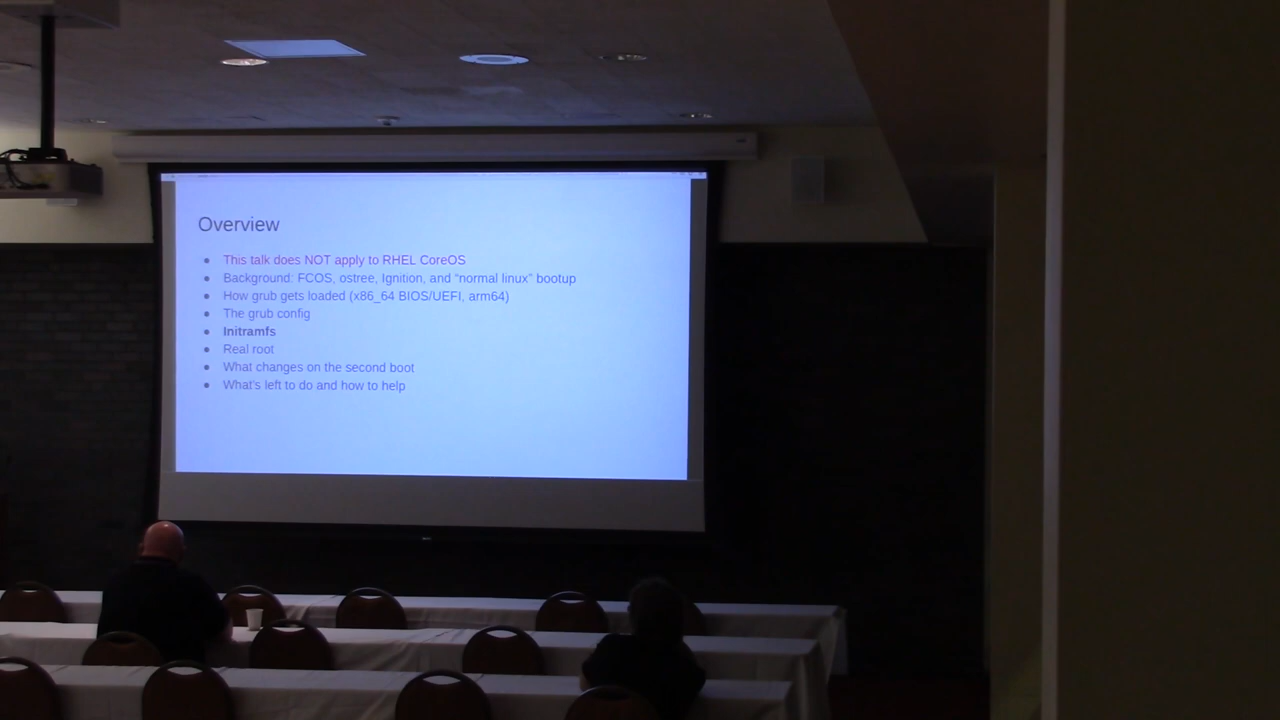 Overview
This talk does NOT apply to RHEL CoreOS
Background: FCOS, ostree, Ignition, and “normal linux” bootup
How grub gets loaded (x86_64 BIOS/UEFI, arm64)
The grub config
Initramfs
Real root
What changes on the second boot
What's left to do and how to help